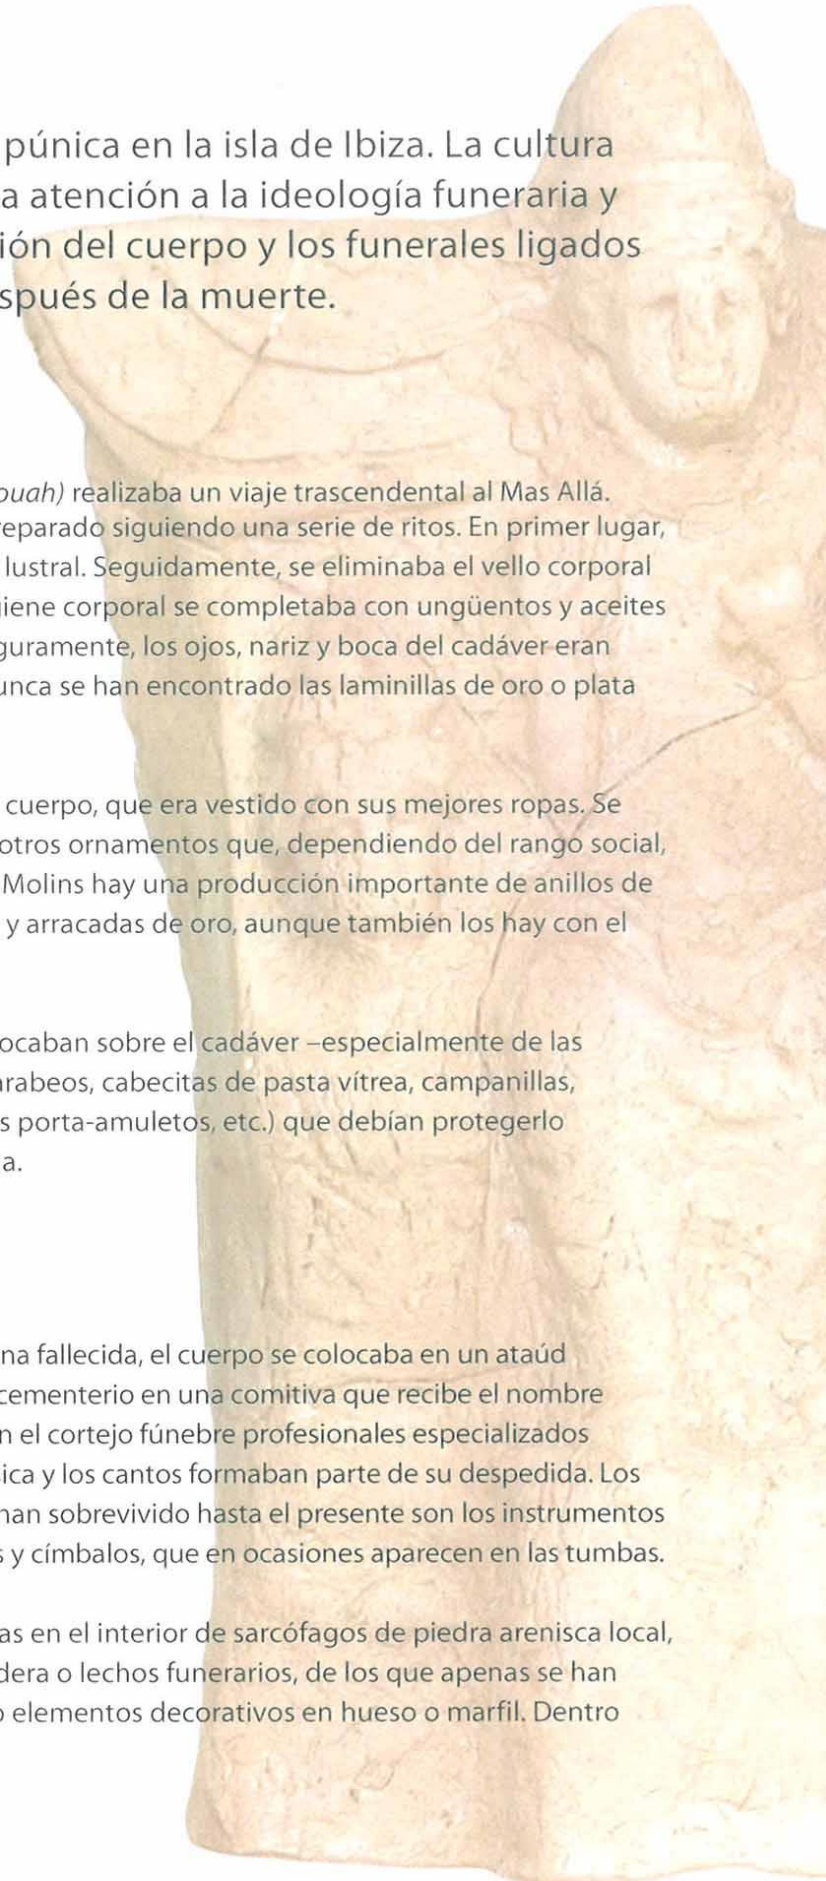 púnica en la isla de Ibiza. La cultura
a atención a la ideología funeraria y
ión del cuerpo y los funerales ligados
spués de la muerte.
ouah) realizaba un viaje trascendental al Mas Allá.
eparado siguiendo una serie de ritos. En primer lugar,
lustral. Seguidamente, se eliminaba el vello corporal
iene corporal se completaba con ungüentos y aceites
guramente, los ojos, nariz y boca del cadáver eran
unca se han encontrado las laminillas de oro o plata
cuerpo, que era vestido con sus mejores ropas. Se
otros ornamentos que, dependiendo del rango social,
Molins hay una producción importante de anillos de
y arracadas de oro, aunque también los hay con el
ocaban sobre el cadáver –especialmente de las
arabeos, cabecitas de pasta vítrea, campanillas,
s porta-amuletos, etc.) que debían protegerlo
a.
na fallecida, el cuerpo se colocaba en un ataúd
cementerio en una comitiva que recibe el nombre
n el cortejo fúnebre profesionales especializados
ica y los cantos formaban parte de su despedida. Los
han sobrevivido hasta el presente son los instrumentos
s y címbalos, que en ocasiones aparecen en las tumbas.
as en el interior de sarcófagos de piedra arenisca local,
dera o lechos funerarios, de los que apenas se han
o elementos decorativos en hueso o marfil. Dentro